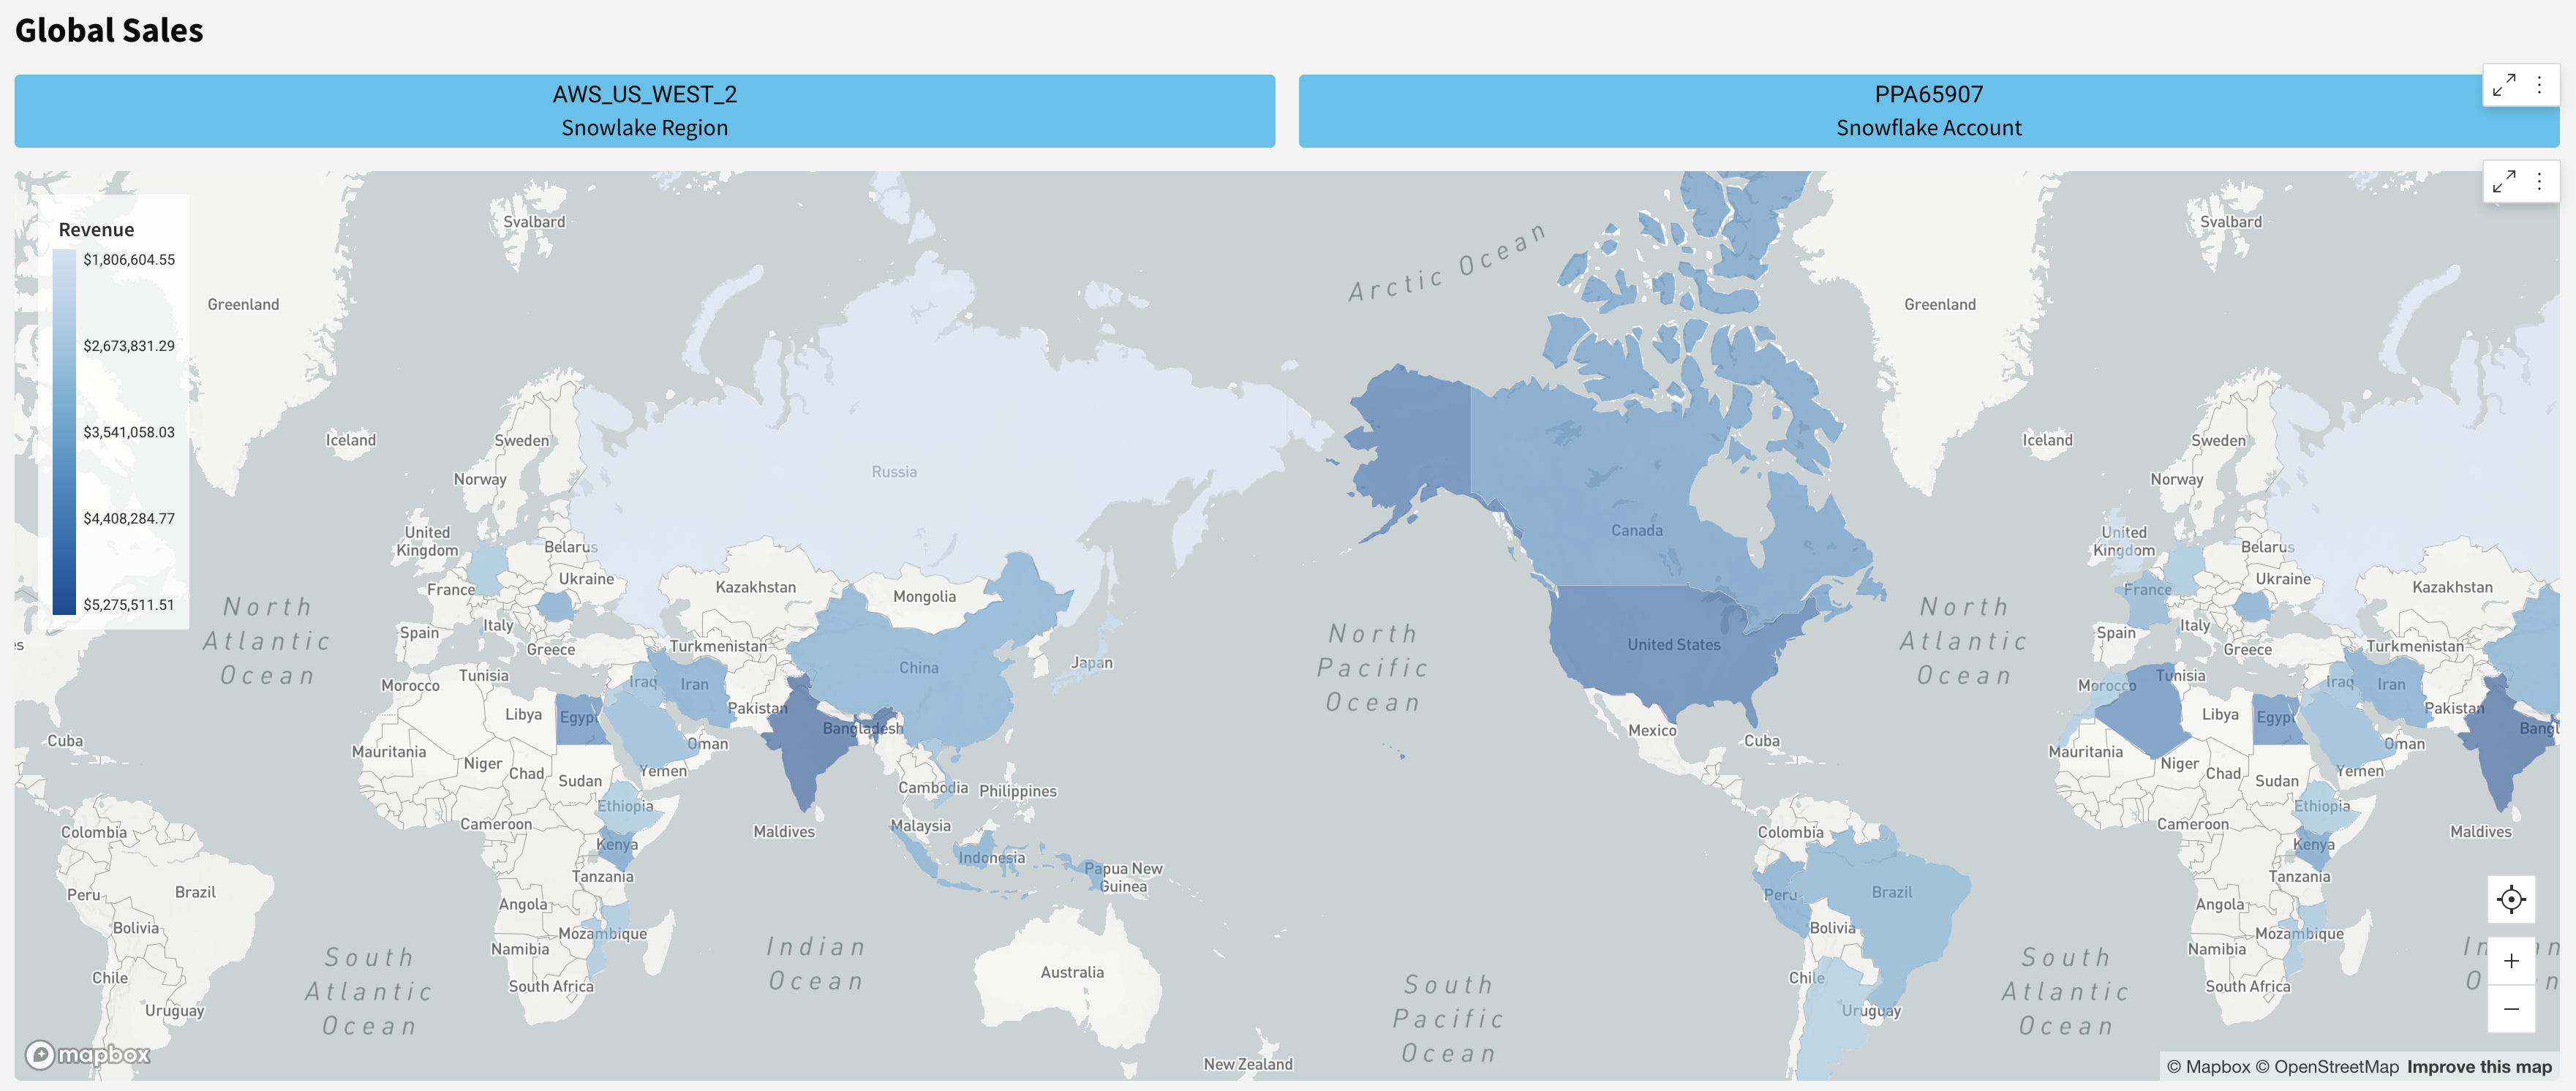 Global Sales
AWS_US_WEST_2
Snowlake Region
PPA65907
Snowflake Account
Revenue
$1,806,604.55
$2,673,831.29
$3,541,058.03
$4,408,284.77
$5,275,511.51
Svalbard
Greenland
Iceland
Sweden
Norway
Russia
United
Kingdom
Belarus
Ukraine
France
Kazakhstan
Mongolia
Spain
Italy
Greece
Turkmenistan
China
Japan
Morocco
Tunisia
Iraq
Iran
Pakistan
Libya
Egypt
Bangladesh
Oman
Mauritania
Niger
Chad
Sudan
Yemen
Cambodia
Philippines
Ethiopia
Cameroon
Malaysia
Maldives
Kenya
Indonesia
Tanzania
Papua New
Guinea
Angola
Mozambique
Namibia
South Africa
Australia
New Zealand
es
Cuba
Colombia
Peru
Brazil
Bolivia
Chile
Uruguay
North
Atlantic
Ocean
South
Atlantic
Ocean
Indian
Ocean
Arctic Ocean
North
Pacific
Ocean
South
Pacific
Ocean
Canada
United States
Mexico
Cuba
Colombia
Peru
Brazil
Bolivia
Chile
Uruguay
North
Atlantic
Ocean
South
Atlantic
Ocean
Svalbard
Greenland
Iceland
Sweden
Norway
United
Kingdom
Belarus
Ukraine
France
Kazakhstan
Spain
Italy
Greece
Turkmenistan
Morocco
Tunisia
Iraq
Iran
Pakistan
Libya
Egypt
Bangl
Oman
Mauritania
Niger
Chad
Sudan
Yemen
Ethiopia
Cameroon
Maldives
Kenya
Tanzania
Angola
Mozambique
Namibia
South Africa
In n
O n
mapbox
© Mapbox © OpenStreetMap Improve this map